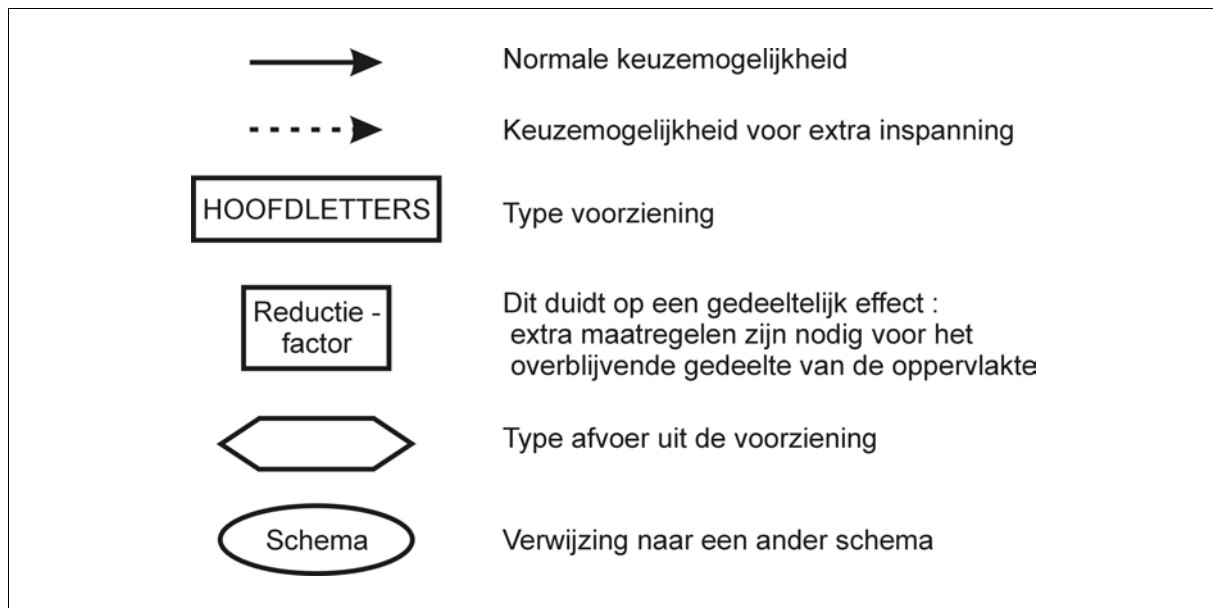 Normale keuzemogelijkheid
Keuzemogelijkheid voor extra inspanning
HOOFDLETTERS
Type voorziening
Reductie -
factor
Dit duidt op een gedeeltelijk effect :
extra maatregelen zijn nodig voor het
overblijvende gedeelte van de oppervlakte
Type afvoer uit de voorziening
Schema
Verwijzing naar een ander schema